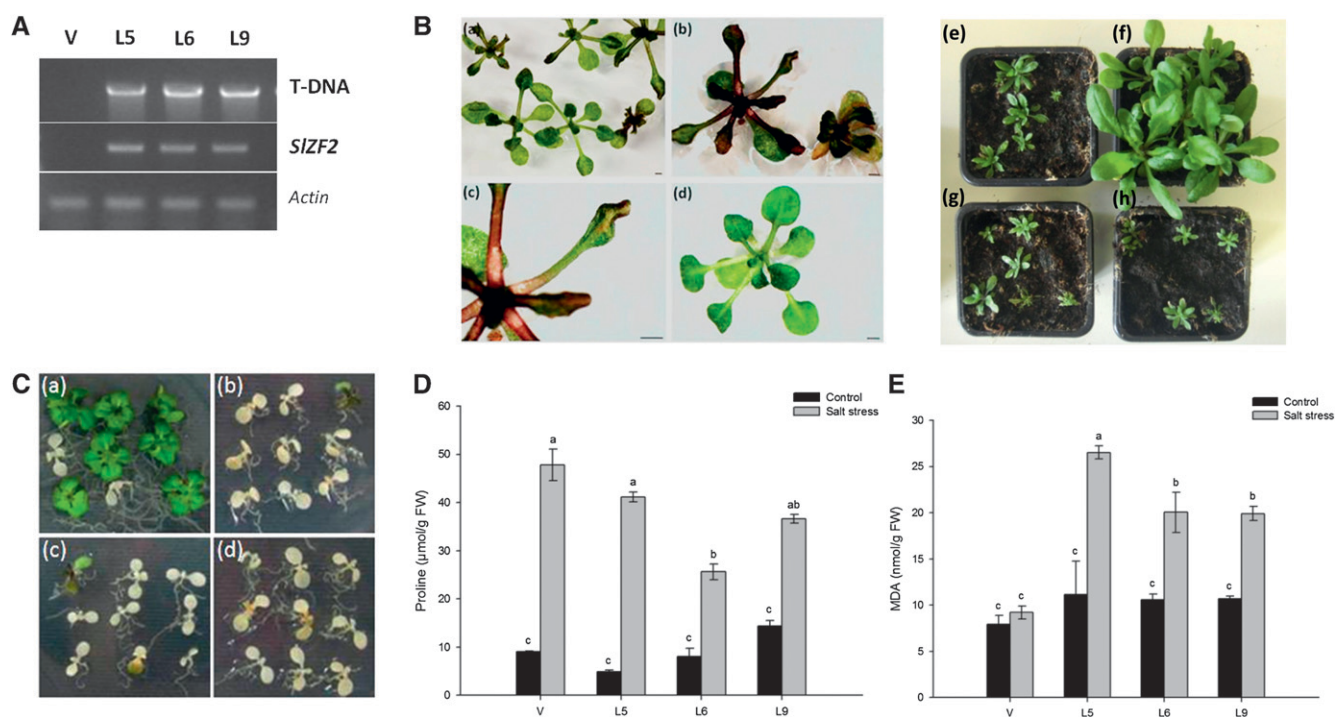 A
V L5 L6 L9
T-DNA
SlZF2
Actin
B
(a) (b)
(c) (d)
(e) (f)
(g) (h)
C
(a) (b)
(c) (d)
D
Control
Salt stress
Proline (µmol/g FW)
60
50
40
30
20
10
0
a
a
ab
b
c
c
c
c
V L5 L6 L9
E
Control
Salt stress
MDA (nmol/g FW)
30
25
20
15
10
5
0
a
b b
c c c c c
V L5 L6 L9